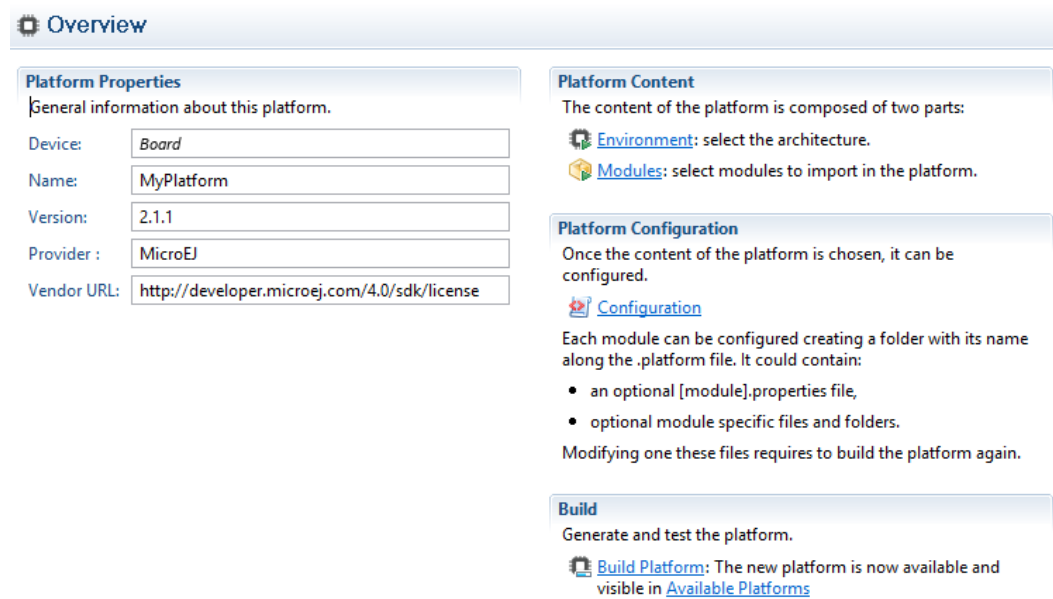 Overview
Platform Properties
General information about this platform.
Device: Board
Name: MyPlatform
Version: 2.1.1
Provider : MicroEJ
Vendor URL: http://developer.microej.com/4.0/sdk/license
Platform Content
The content of the platform is composed of two parts:
Environment: select the architecture.
Modules: select modules to import in the platform.
Platform Configuration
Once the content of the platform is chosen, it can be
configured.
Configuration
Each module can be configured creating a folder with its name
along the .platform file. It could contain:
• an optional [module].properties file,
• optional module specific files and folders.
Modifying one these files requires to build the platform again.
Build
Generate and test the platform.
Build Platform: The new platform is now available and
visible in Available Platforms